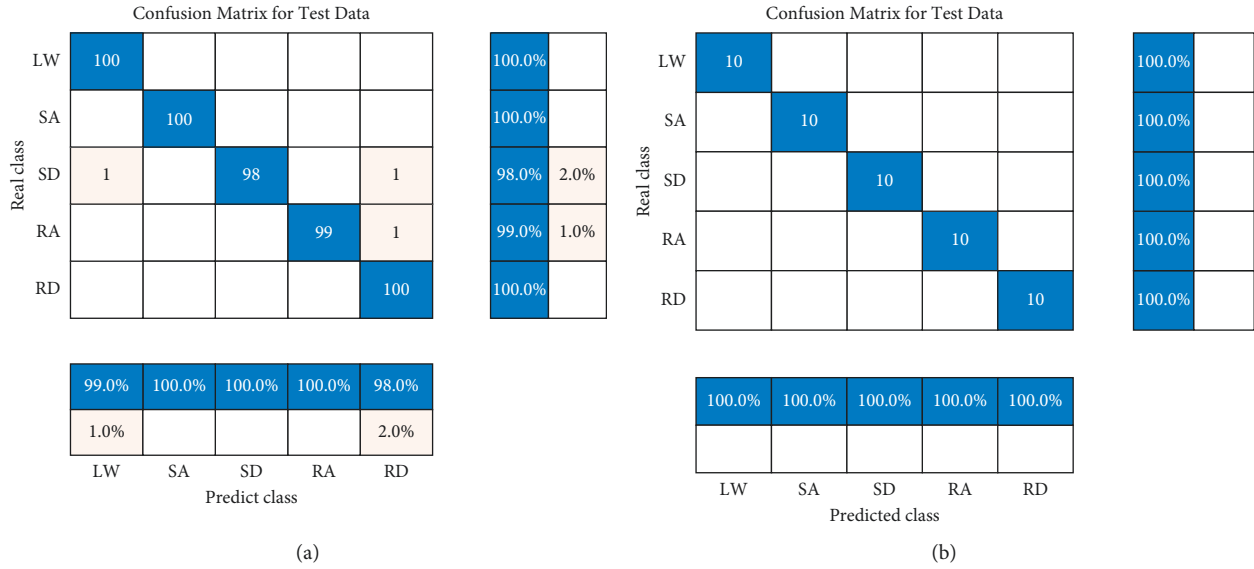 Confusion Matrix for Test Data
Real class
LW 100 100.0%
SA 100 100.0%
SD 1 98 1 98.0% 2.0%
RA 99 1 99.0% 1.0%
RD 100 100.0%
99.0% 100.0% 100.0% 100.0% 98.0%
1.0% 2.0%
LW SA SD RA RD
Predict class
(a)
Confusion Matrix for Test Data
Real class
LW 10 100.0%
SA 10 100.0%
SD 10 100.0%
RA 10 100.0%
RD 10 100.0%
100.0% 100.0% 100.0% 100.0% 100.0%
LW SA SD RA RD
Predicted class
(b)